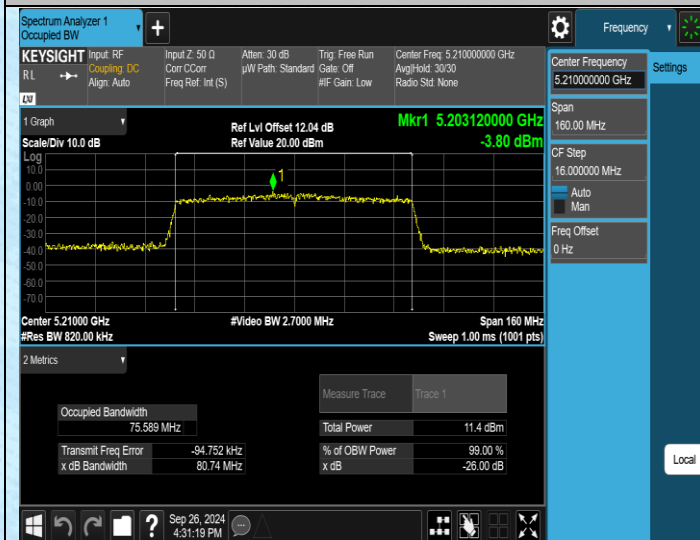 Spectrum Analyzer 1
Occupied BW
Frequency
KEYSIGHT
Input: RF
Coupling: DC
Align: Auto
Input Z: 50 Ω
Corr CCorr
Freq Ref: Int (S)
Atten: 30 dB
µW Path: Standard
Trig: Free Run
Gate: Off
#IF Gain: Low
Center Freq: 5.210000000 GHz
Avg|Hold: 30/30
Radio Std: None
RL
LXI
Center Frequency
5.210000000 GHz
Settings
Span
160.00 MHz
CF Step
16.000000 MHz
Auto
Man
Freq Offset
0 Hz
1 Graph
Scale/Div 10.0 dB
Ref Lvl Offset 12.04 dB
Ref Value 20.00 dBm
Mkr1 5.203120000 GHz
-3.80 dBm
Log
10.0
0.00
-10.0
-20.0
-30.0
-40.0
-50.0
-60.0
-70.0
1
Center 5.21000 GHz
#Res BW 820.00 kHz
#Video BW 2.7000 MHz
Span 160 MHz
Sweep 1.00 ms (1001 pts)
2 Metrics
Measure Trace
Trace 1
Occupied Bandwidth
75.589 MHz
Total Power
11.4 dBm
Transmit Freq Error
-94.752 kHz
% of OBW Power
99.00 %
x dB Bandwidth
80.74 MHz
x dB
-26.00 dB
Local
?
Sep 26, 2024
4:31:19 PM